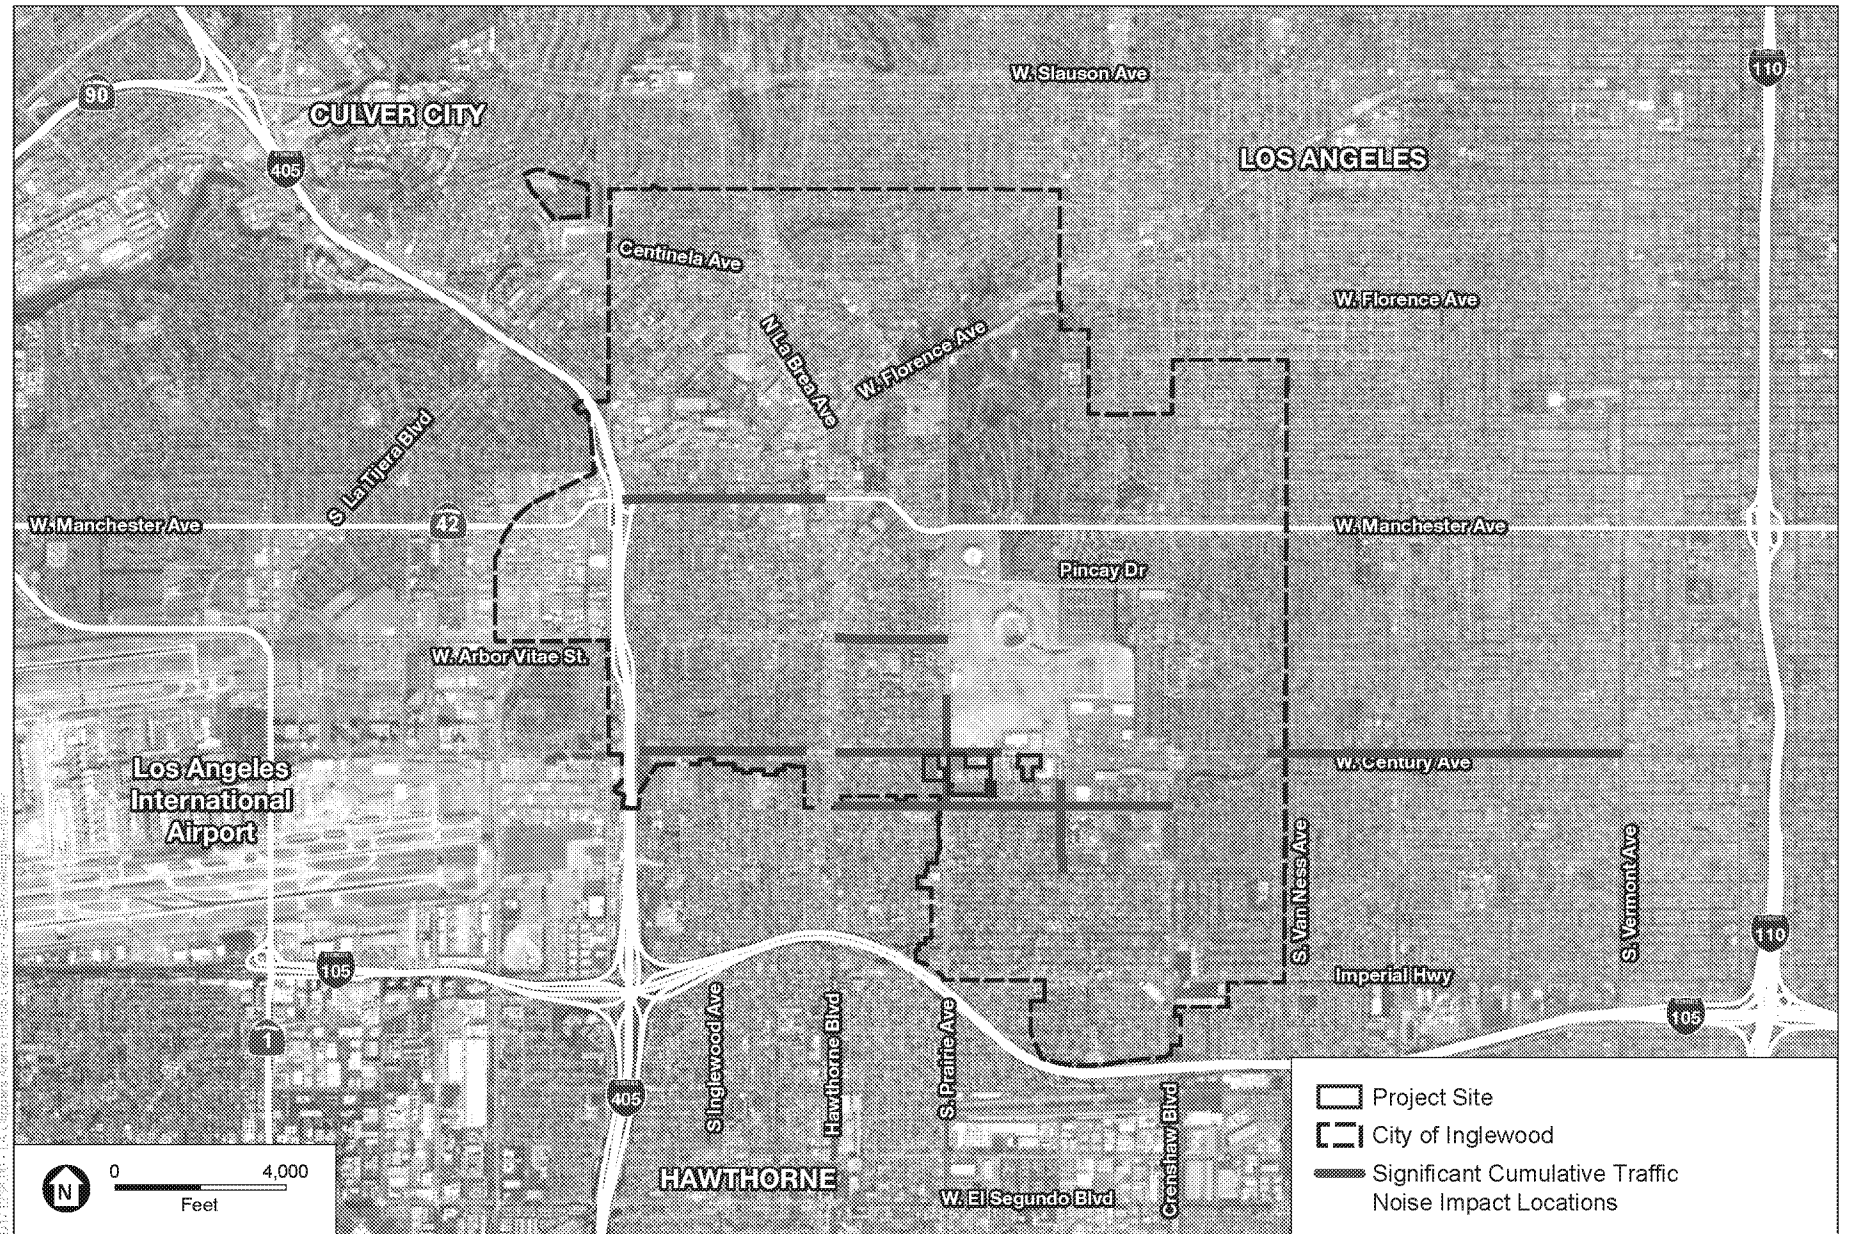 W. Slauson Ave
110
90
CULVER CITY
LOS ANGELES
405
Centinela Ave
W. Florence Ave
N La Brea Ave
W. Florence Ave
S La Tijera Blvd
W. Manchester Ave
42
W. Manchester Ave
Pincay Dr
W. Arbor Vitae St.
Los Angeles
International
Airport
W. Century Ave
S. Van Ness Ave
S. Vermont Ave
110
105
Imperial Hwy
105
1
S Inglewood Ave
Hawthorne Blvd
S. Prairie Ave
Crenshaw Blvd
405
HAWTHORNE
W. El Segundo Blvd
N
0 4,000
Feet
Project Site
City of Inglewood
Significant Cumulative Traffic
Noise Impact Locations